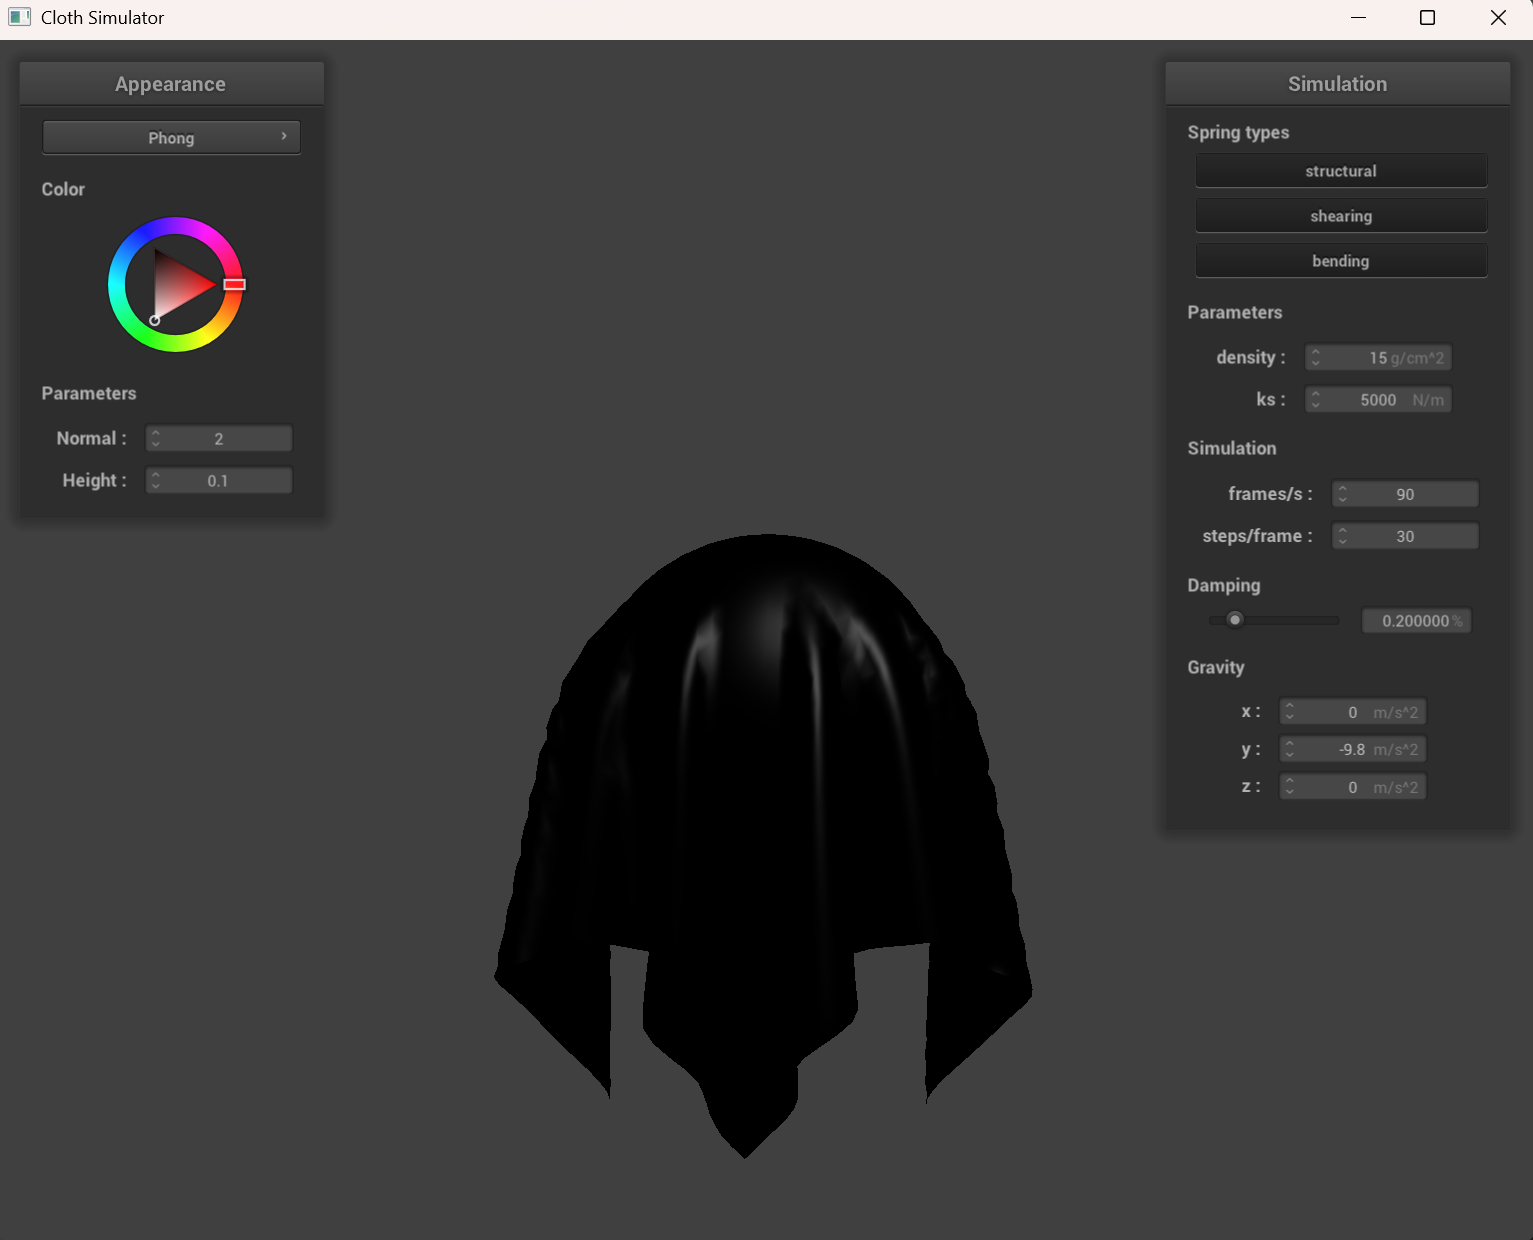 Cloth Simulator
Appearance
Phong
Color
Parameters
Normal : 2
Height : 0.1
Simulation
Spring types
structural
shearing
bending
Parameters
density : 15 g/cm^2
ks : 5000 N/m
Simulation
frames/s : 90
steps/frame : 30
Damping
0.200000 %
Gravity
x : 0 m/s^2
y : -9.8 m/s^2
z : 0 m/s^2